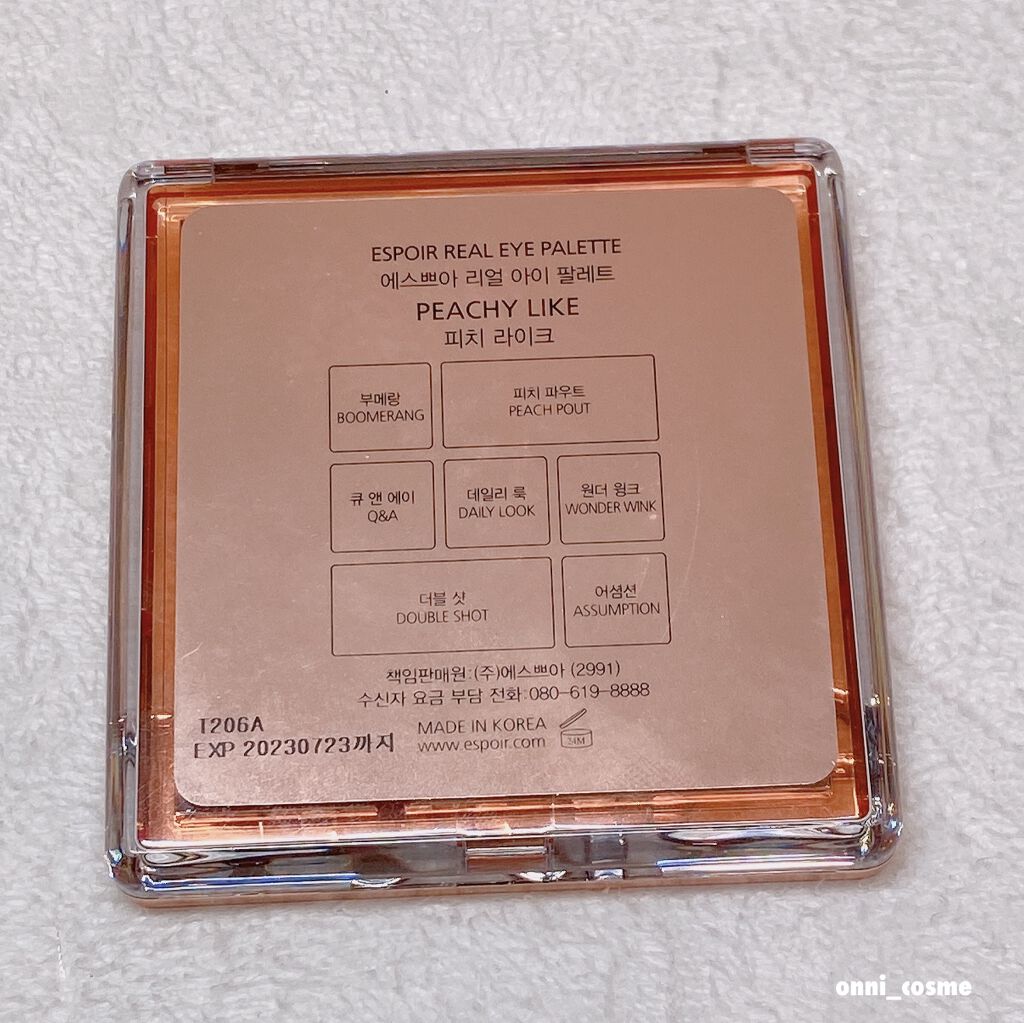 ESPOIR REAL EYE PALETTE
에스쁘아 리얼 아이 팔레트
PEACHY LIKE
피치 라이크
부메랑
BOOMERANG
피치 파우트
PEACH POUT
큐 앤 에이
Q&A
데일리 룩
DAILY LOOK
원더 윙크
WONDER WINK
더블 샷
DOUBLE SHOT
어셤션
ASSUMPTION
책임판매원:(주)에스쁘아 (2991)
수신자 요금 부담 전화:080-619-8888
T206A
EXP 20230723까지
MADE IN KOREA
www.espoir.com
24M
onni_cosme